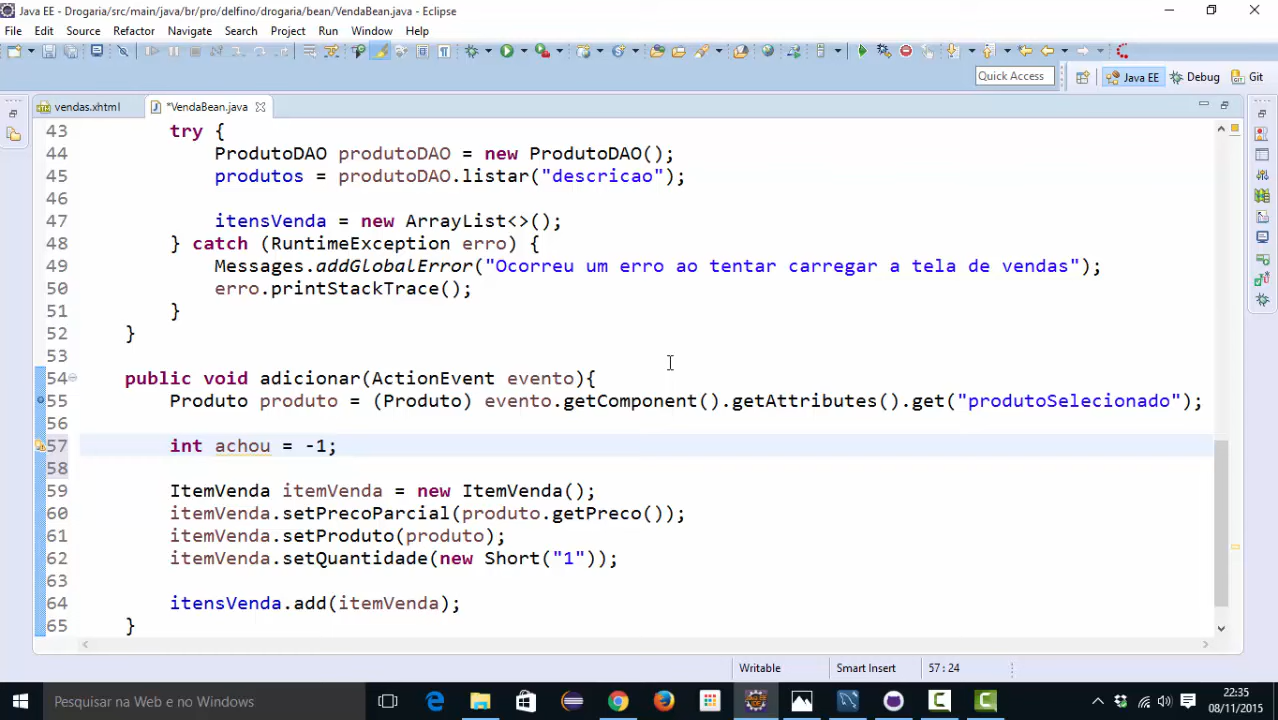 Java EE - Drogaria/src/main/java/br/pro/delfino/drogaria/bean/VendaBean.java - Eclipse
File Edit Source Refactor Navigate Search Project Run Window Help
Quick Access Java EE Debug Git
vendas.xhtml *VendaBean.java
43 try {
44 ProdutoDAO produtoDAO = new ProdutoDAO();
45 produtos = produtoDAO.listar("descricao");
46
47 itensVenda = new ArrayList<>();
48 } catch (RuntimeException erro) {
49 Messages.addGlobalError("Ocorreu um erro ao tentar carregar a tela de vendas");
50 erro.printStackTrace();
51 }
52 }
53
54 public void adicionar(ActionEvent evento){
55 Produto produto = (Produto) evento.getComponent().getAttributes().get("produtoSelecionado");
56
57 int achou = -1;
58
59 ItemVenda itemVenda = new ItemVenda();
60 itemVenda.setPrecoParcial(produto.getPreco());
61 itemVenda.setProduto(produto);
62 itemVenda.setQuantidade(new Short("1"));
63
64 itensVenda.add(itemVenda);
65 }
Writable Smart Insert 57 : 24
Pesquisar na Web e no Windows
22:35
08/11/2015